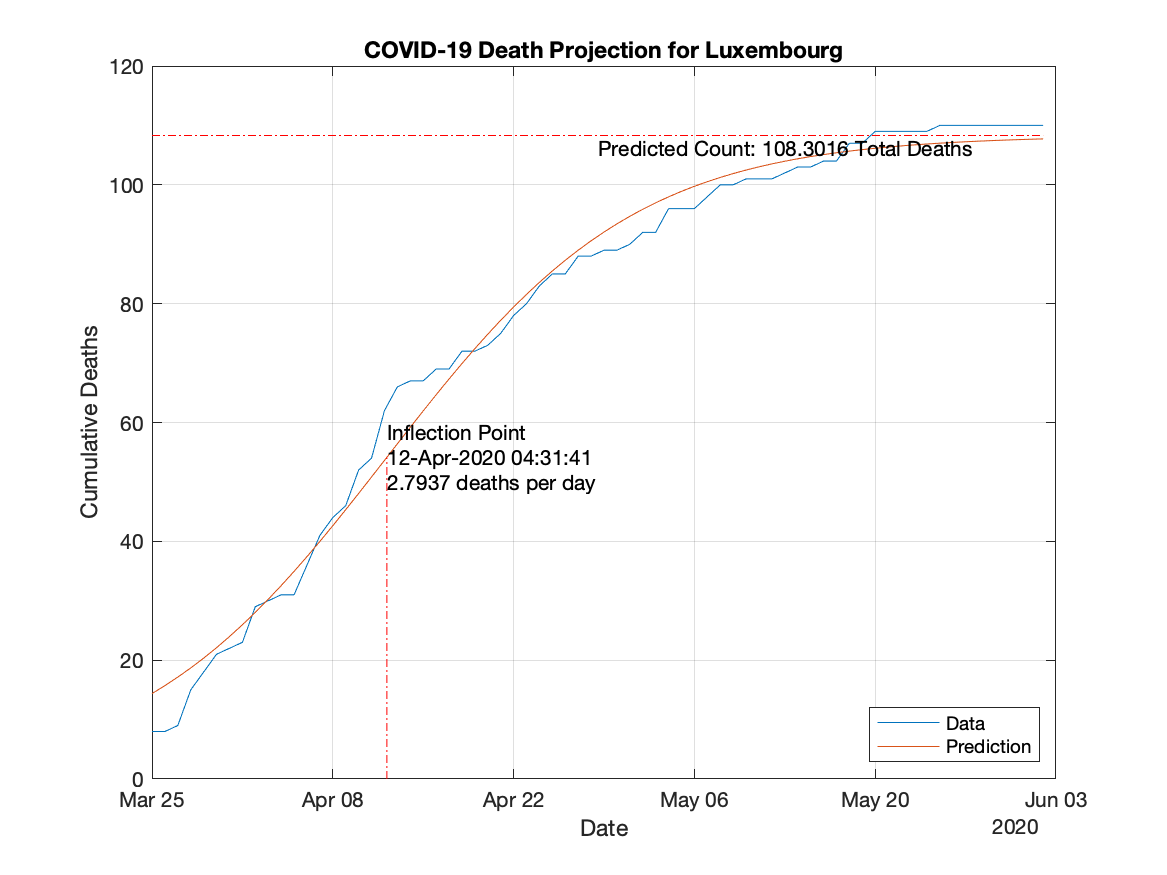 COVID-19 Death Projection for Luxembourg
120
100
80
60
40
20
0
Cumulative Deaths
Predicted Count: 108.3016 Total Deaths
Inflection Point
12-Apr-2020 04:31:41
2.7937 deaths per day
Data
Prediction
Mar 25
Apr 08
Apr 22
May 06
May 20
Jun 03
Date
2020